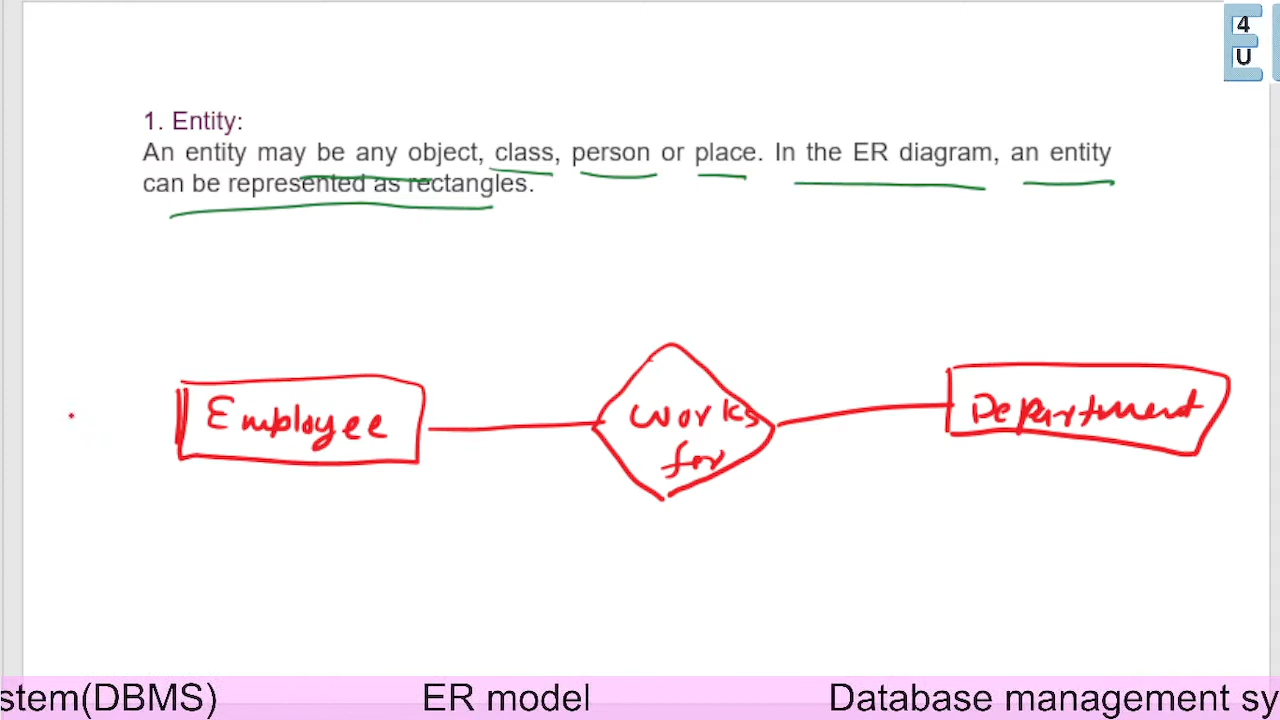 4
U
1. Entity:
An entity may be any object, class, person or place. In the ER diagram, an entity
can be represented as rectangles.
Employee
works
for
Department
stem(DBMS) ER model Database management sy